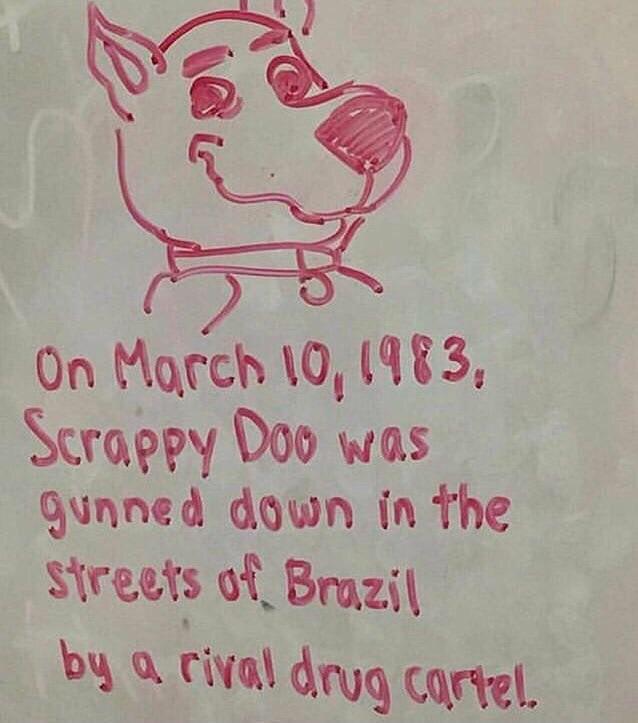 On March 10, 1983,
Scrappy Doo was
gunned down in the
streets of Brazil
by a rival drug cartel.